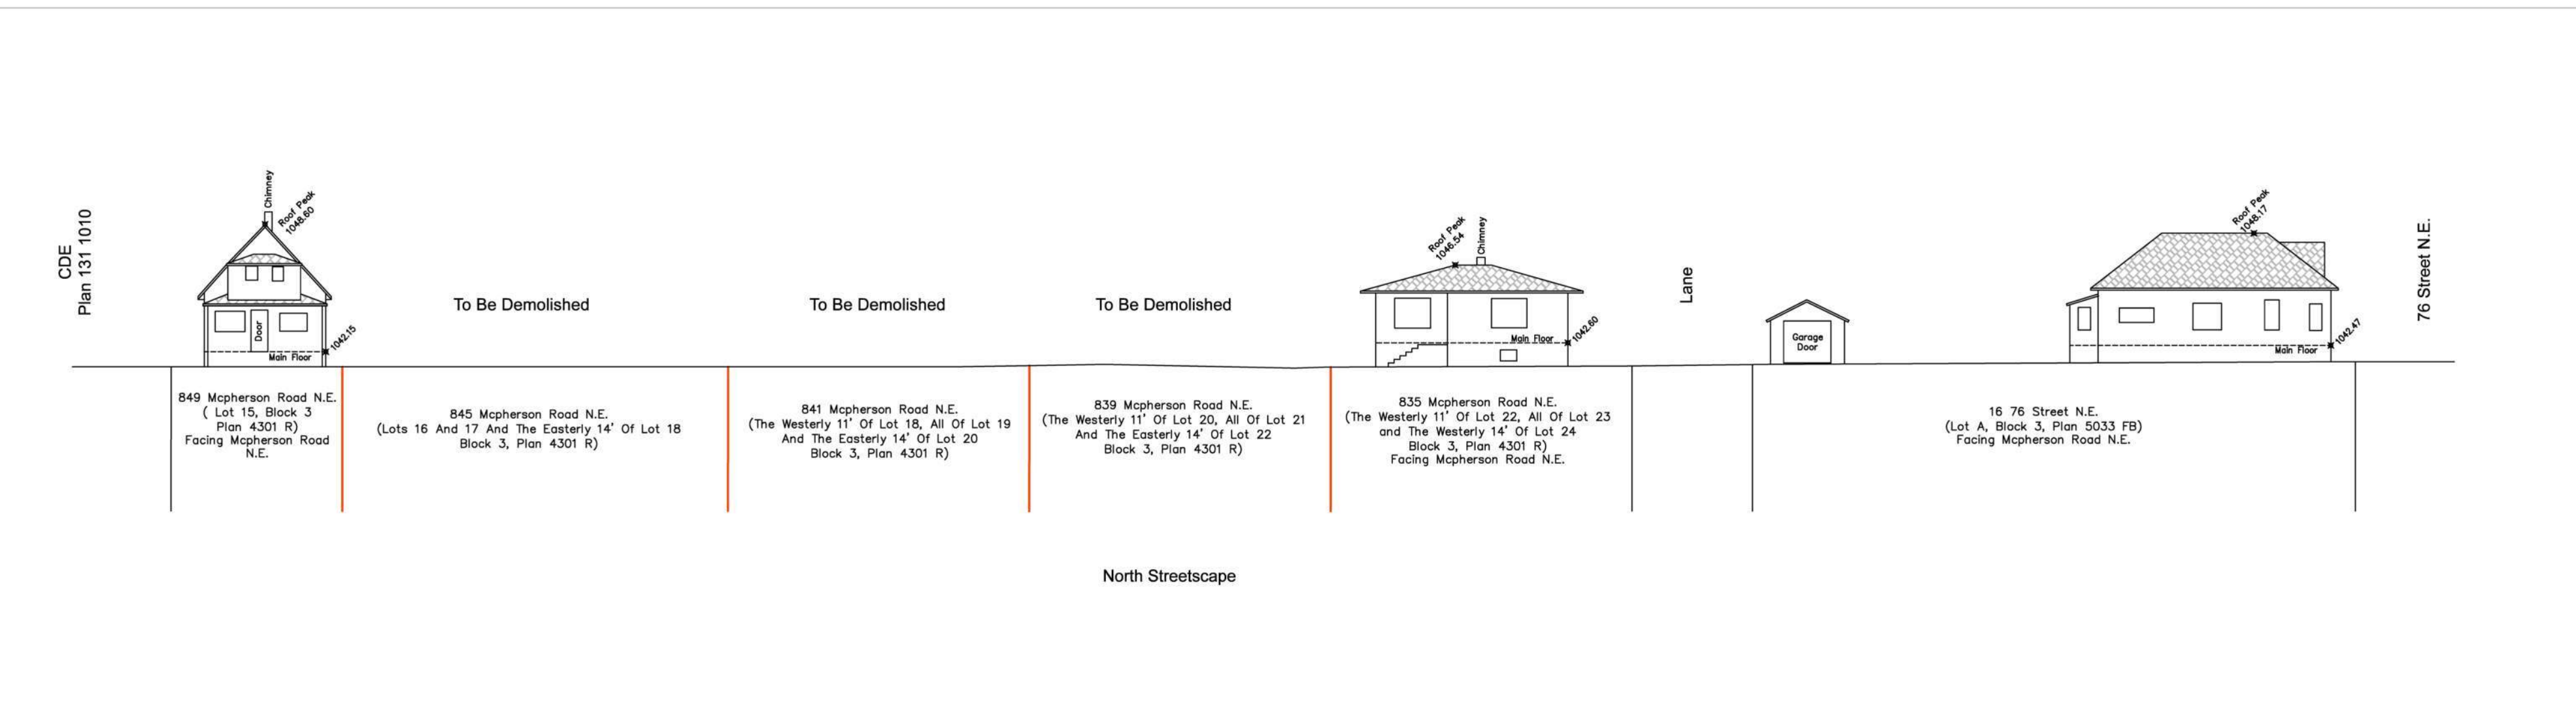 CDE
Plan 131 1010
Chimney
Roof Peak
1048.60
Door
Main Floor
1042.15
To Be Demolished
To Be Demolished
To Be Demolished
Roof Peak
1046.54
Chimney
Main Floor
1042.60
Lane
Garage
Door
Roof Peak
1048.17
Main Floor
1042.47
76 Street N.E.
849 Mcpherson Road N.E.
( Lot 15, Block 3
Plan 4301 R)
Facing Mcpherson Road
N.E.
845 Mcpherson Road N.E.
(Lots 16 And 17 And The Easterly 14' Of Lot 18
Block 3, Plan 4301 R)
841 Mcpherson Road N.E.
(The Westerly 11' Of Lot 18, All Of Lot 19
And The Easterly 14' Of Lot 20
Block 3, Plan 4301 R)
839 Mcpherson Road N.E.
(The Westerly 11' Of Lot 20, All Of Lot 21
And The Easterly 14' Of Lot 22
Block 3, Plan 4301 R)
835 Mcpherson Road N.E.
(The Westerly 11' Of Lot 22, All Of Lot 23
and The Westerly 14' Of Lot 24
Block 3, Plan 4301 R)
Facing Mcpherson Road N.E.
16 76 Street N.E.
(Lot A, Block 3, Plan 5033 FB)
Facing Mcpherson Road N.E.
North Streetscape